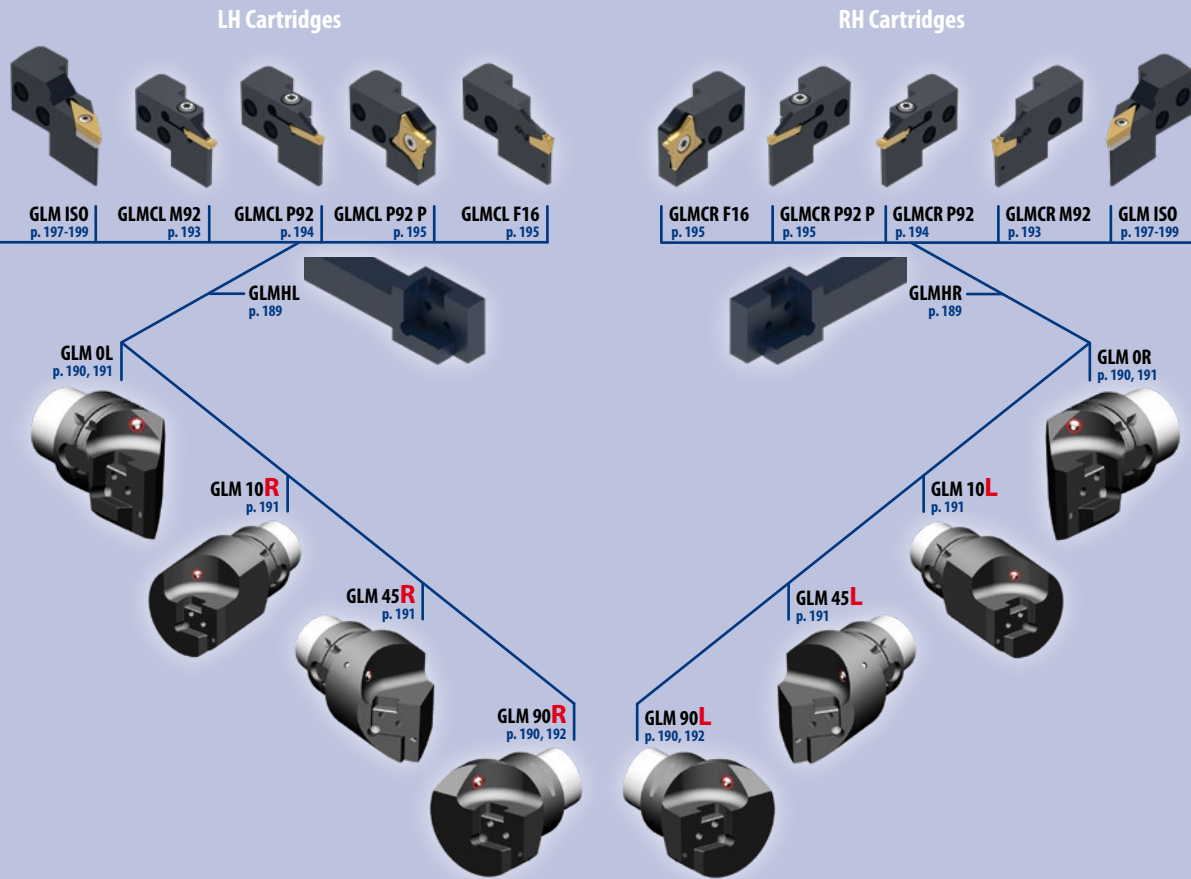 LH Cartridges
RH Cartridges
GLM ISO
p. 197-199
GLMCL M92
p. 193
GLMCL P92
p. 194
GLMCL P92 P
p. 195
GLMCL F16
p. 195
GLMCR F16
p. 195
GLMCR P92 P
p. 195
GLMCR P92
p. 194
GLMCR M92
p. 193
GLM ISO
p. 197-199
GLMHL
p. 189
GLMHR
p. 189
GLM 0L
p. 190, 191
GLM 0R
p. 190, 191
GLM 10R
p. 191
GLM 10L
p. 191
GLM 45R
p. 191
GLM 45L
p. 191
GLM 90R
p. 190, 192
GLM 90L
p. 190, 192